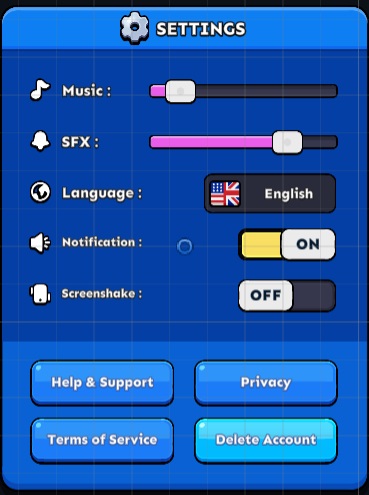 SETTINGS
Music :
SFX :
Language : English
Notification : ON
Screenshake : OFF
Help & Support Privacy
Terms of Service Delete Account